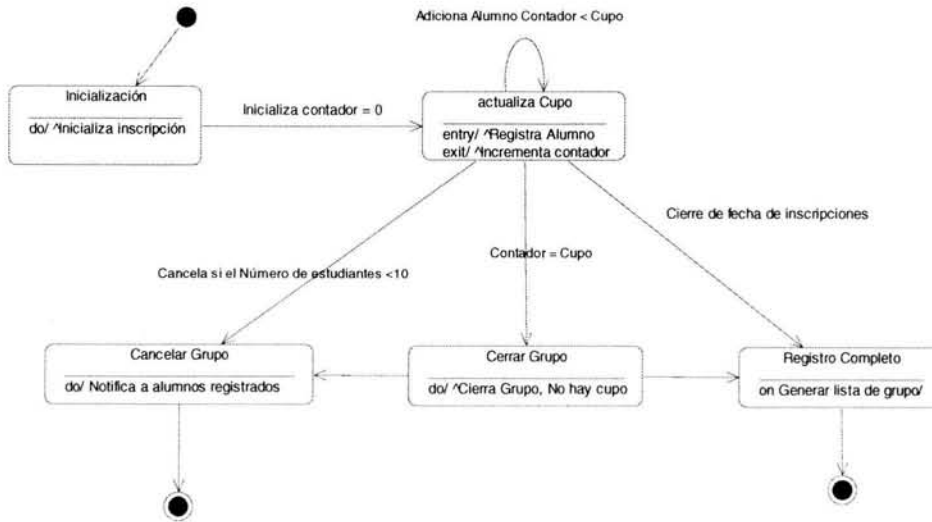 Adiciona Alumno Contador < Cupo
Inicialización
do/ ^Inicializa inscripción
Inicializa contador = 0
actualiza Cupo
entry/ ^Registra Alumno
exit/ ^Incrementa contador
Cierre de fecha de inscripciones
Contador = Cupo
Cancela si el Número de estudiantes <10
Cancelar Grupo
do/ Notifica a alumnos registrados
Cerrar Grupo
do/ ^Cierra Grupo, No hay cupo
Registro Completo
on Generar lista de grupo/